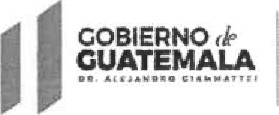 GOBIERNO de
GUATEMALA
DR. ALEJANDRO GIAMMATTEI